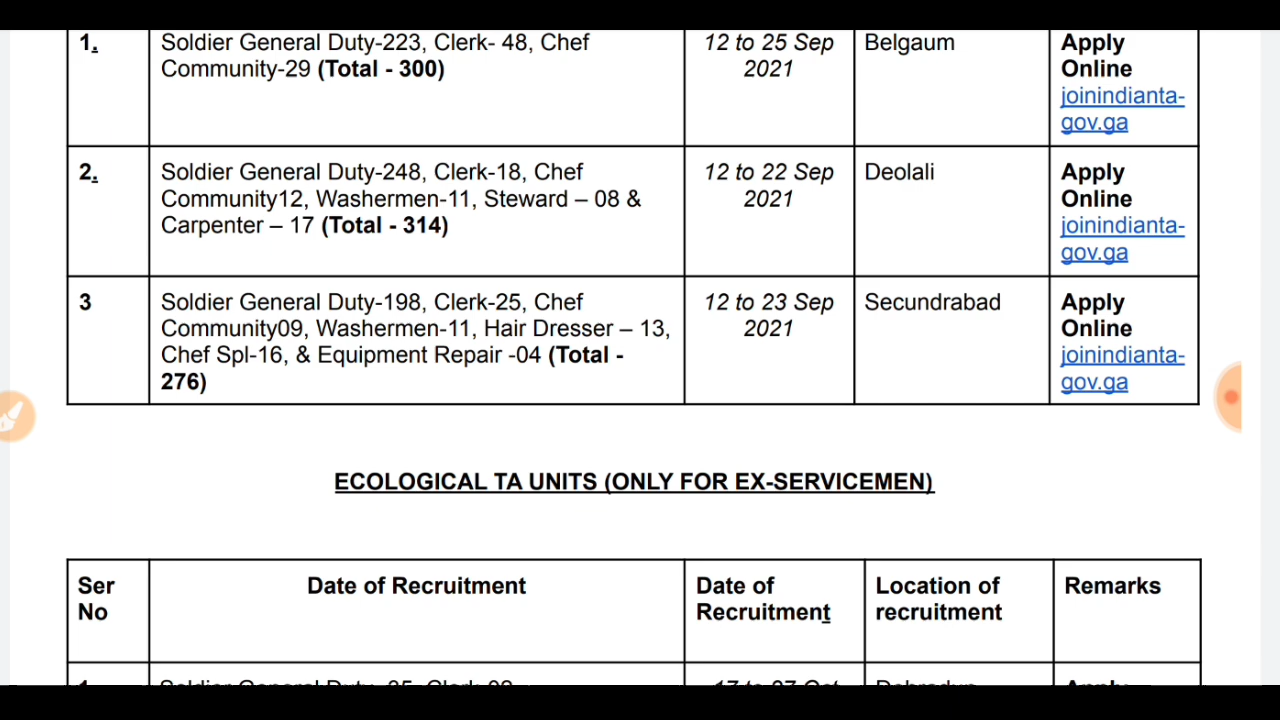 1.
Soldier General Duty-223, Clerk- 48, Chef
Community-29 (Total - 300)
12 to 25 Sep
2021
Belgaum
Apply
Online
joinindianta-
gov.ga
2.
Soldier General Duty-248, Clerk-18, Chef
Community12, Washermen-11, Steward – 08 &
Carpenter – 17 (Total - 314)
12 to 22 Sep
2021
Deolali
Apply
Online
joinindianta-
gov.ga
3
Soldier General Duty-198, Clerk-25, Chef
Community09, Washermen-11, Hair Dresser – 13,
Chef Spl-16, & Equipment Repair -04 (Total -
276)
12 to 23 Sep
2021
Secundrabad
Apply
Online
joinindianta-
gov.ga
ECOLOGICAL TA UNITS (ONLY FOR EX-SERVICEMEN)
Ser
No
Date of Recruitment
Date of
Recruitment
Location of
recruitment
Remarks